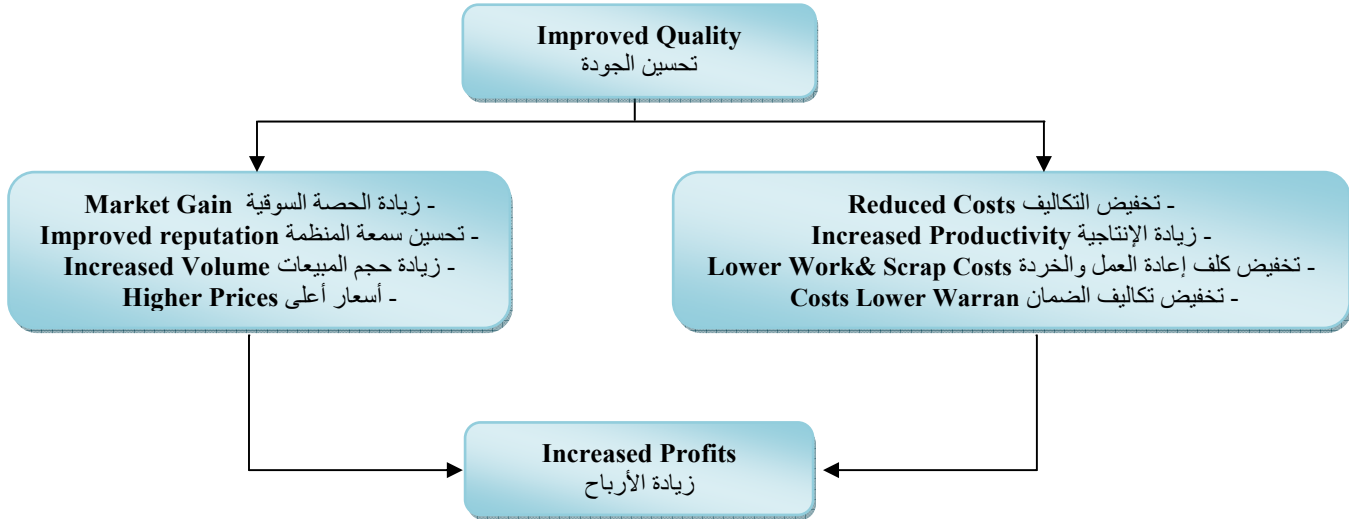 Improved Quality
تحسين الجودة
- زيادة الحصة السوقية Market Gain
- تحسين سمعة المنظمة Improved reputation
- زيادة حجم المبيعات Increased Volume
- أسعار أعلى Higher Prices
- تخفيض التكاليف Reduced Costs
- زيادة الإنتاجية Increased Productivity
- تخفيض كلف إعادة العمل والخردة Lower Work& Scrap Costs
- تخفيض تكاليف الضمان Costs Lower Warran
Increased Profits
زيادة الأرباح